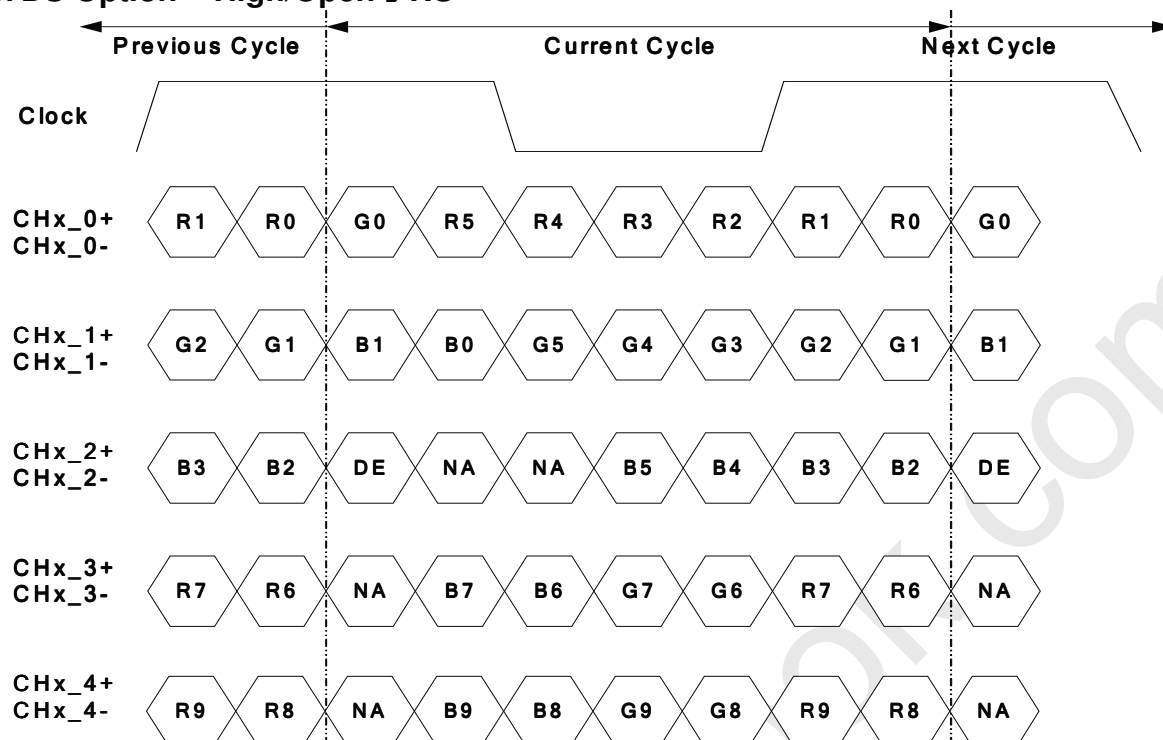 Previous Cycle Current Cycle Next Cycle
Clock
CHx_0+ R1 R0 G0 R5 R4 R3 R2 R1 R0 G0
CHx_0-
CHx_1+ G2 G1 B1 B0 G5 G4 G3 G2 G1 B1
CHx_1-
CHx_2+ B3 B2 DE NA NA B5 B4 B3 B2 DE
CHx_2-
CHx_3+ R7 R6 NA B7 B6 G7 G6 R7 R6 NA
CHx_3-
CHx_4+ R9 R8 NA B9 B8 G9 G8 R9 R8 NA
CHx_4-